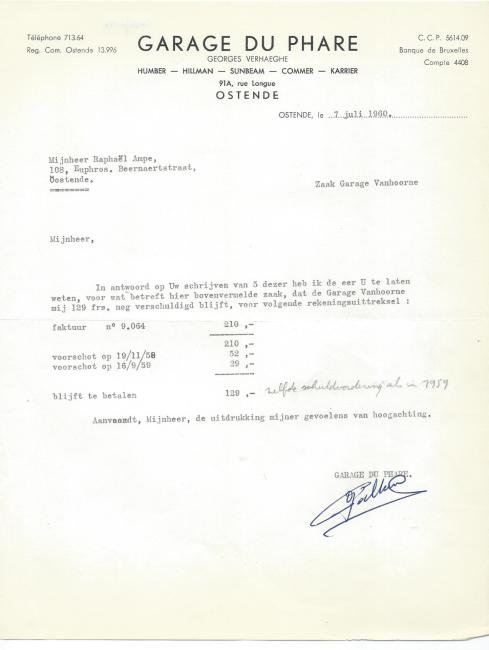 Téléphone 713.64
Reg. Com. Ostende 13.996
GARAGE DU PHARE
GEORGES VERHAEGHE
HUMBER — HILLMAN — SUNBEAM — COMMER — KARRIER
91A, rue Longue
OSTENDE
C. C. P. 5614.09
Banque de Bruxelles
Compte 4408
OSTENDE, le 7 juli 1960.
Mijnheer Raphaël Ampe,
108, Euphros. Beernaertstraat,
Oostende.
Zaak Garage Vanhoorne
Mijnheer,
In antwoord op Uw schrijven van 5 dezer heb ik de eer U te laten
weten, voor wat betreft hier bovenvermelde zaak, dat de Garage Vanhoorne
mij 129 frs. nog verschuldigd blijft, voor volgende rekeningsuittreksel :
faktuur n° 9.064 210 ,-
210 ,-
voorschot op 19/11/58 52 ,-
voorschot op 16/9/59 29 ,-
blijft te betalen 129 ,- zelfde schuldvordering als in 1959
Aanvaardt, Mijnheer, de uitdrukking mijner gevoelens van hoogachting.
GARAGE DU PHARE.